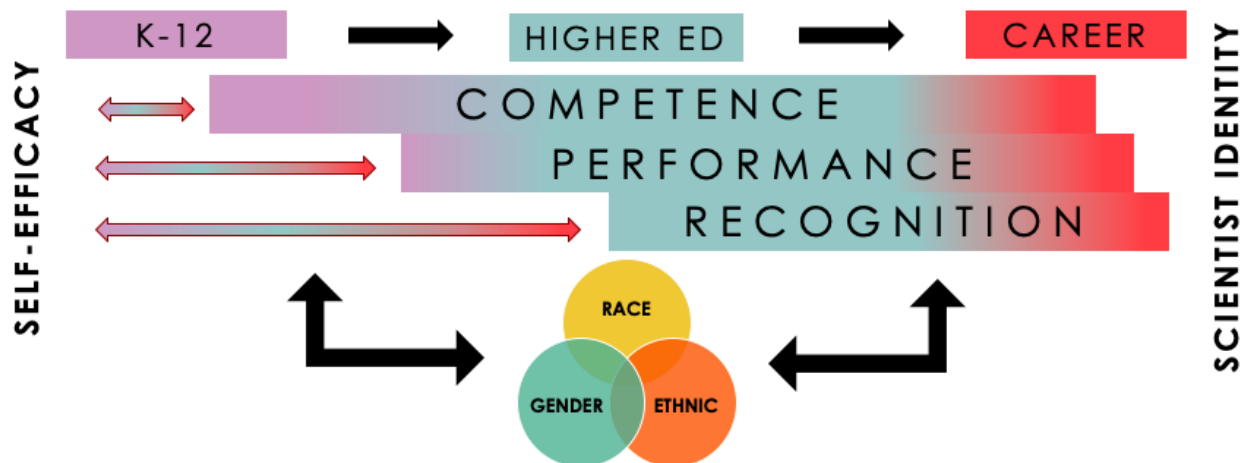 K-12
HIGHER ED
CAREER
SELF-EFFICACY
COMPETENCE
PERFORMANCE
RECOGNITION
SCIENTIST IDENTITY
RACE
GENDER
ETHNIC